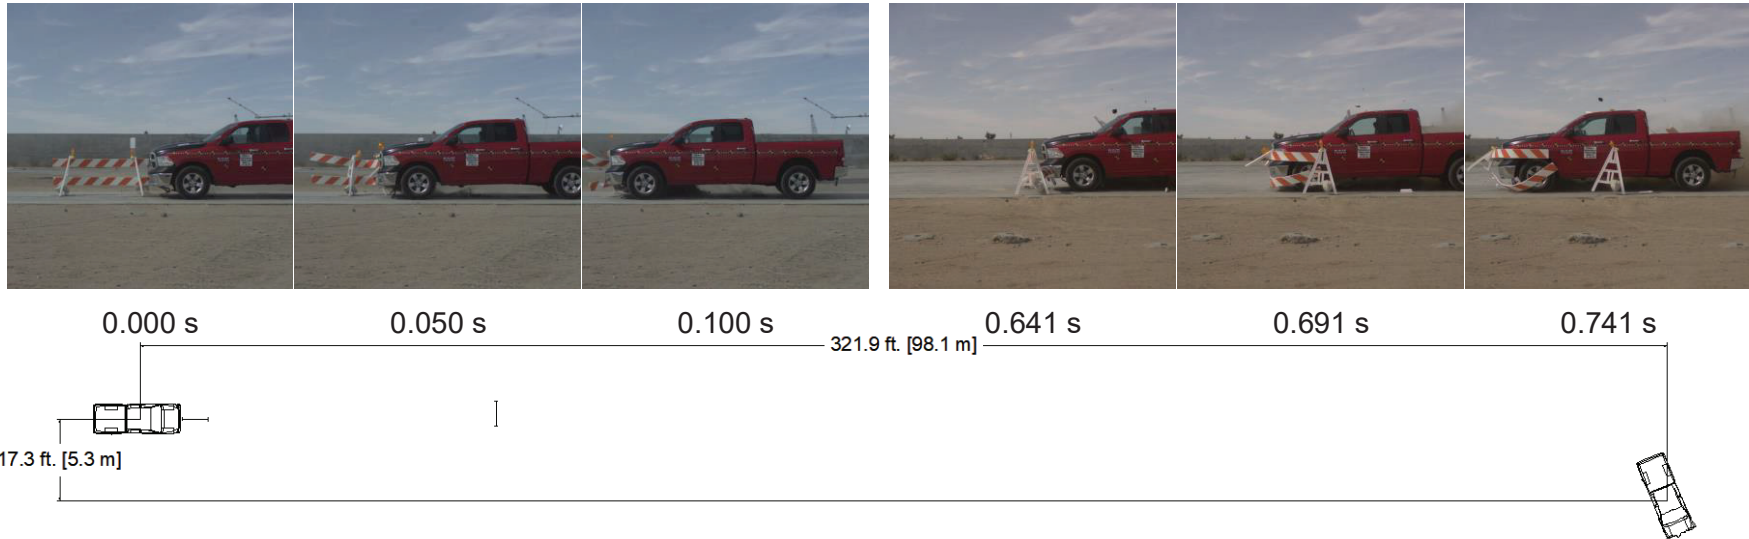 0.000 s
0.050 s
0.100 s
0.641 s
0.691 s
0.741 s
321.9 ft. [98.1 m]
17.3 ft. [5.3 m]